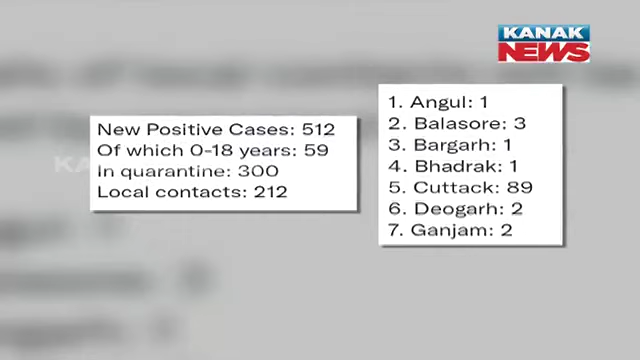 KANAK
NEWS
New Positive Cases: 512
Of which 0-18 years: 59
In quarantine: 300
Local contacts: 212
1. Angul: 1
2. Balasore: 3
3. Bargarh: 1
4. Bhadrak: 1
5. Cuttack: 89
6. Deogarh: 2
7. Ganjam: 2